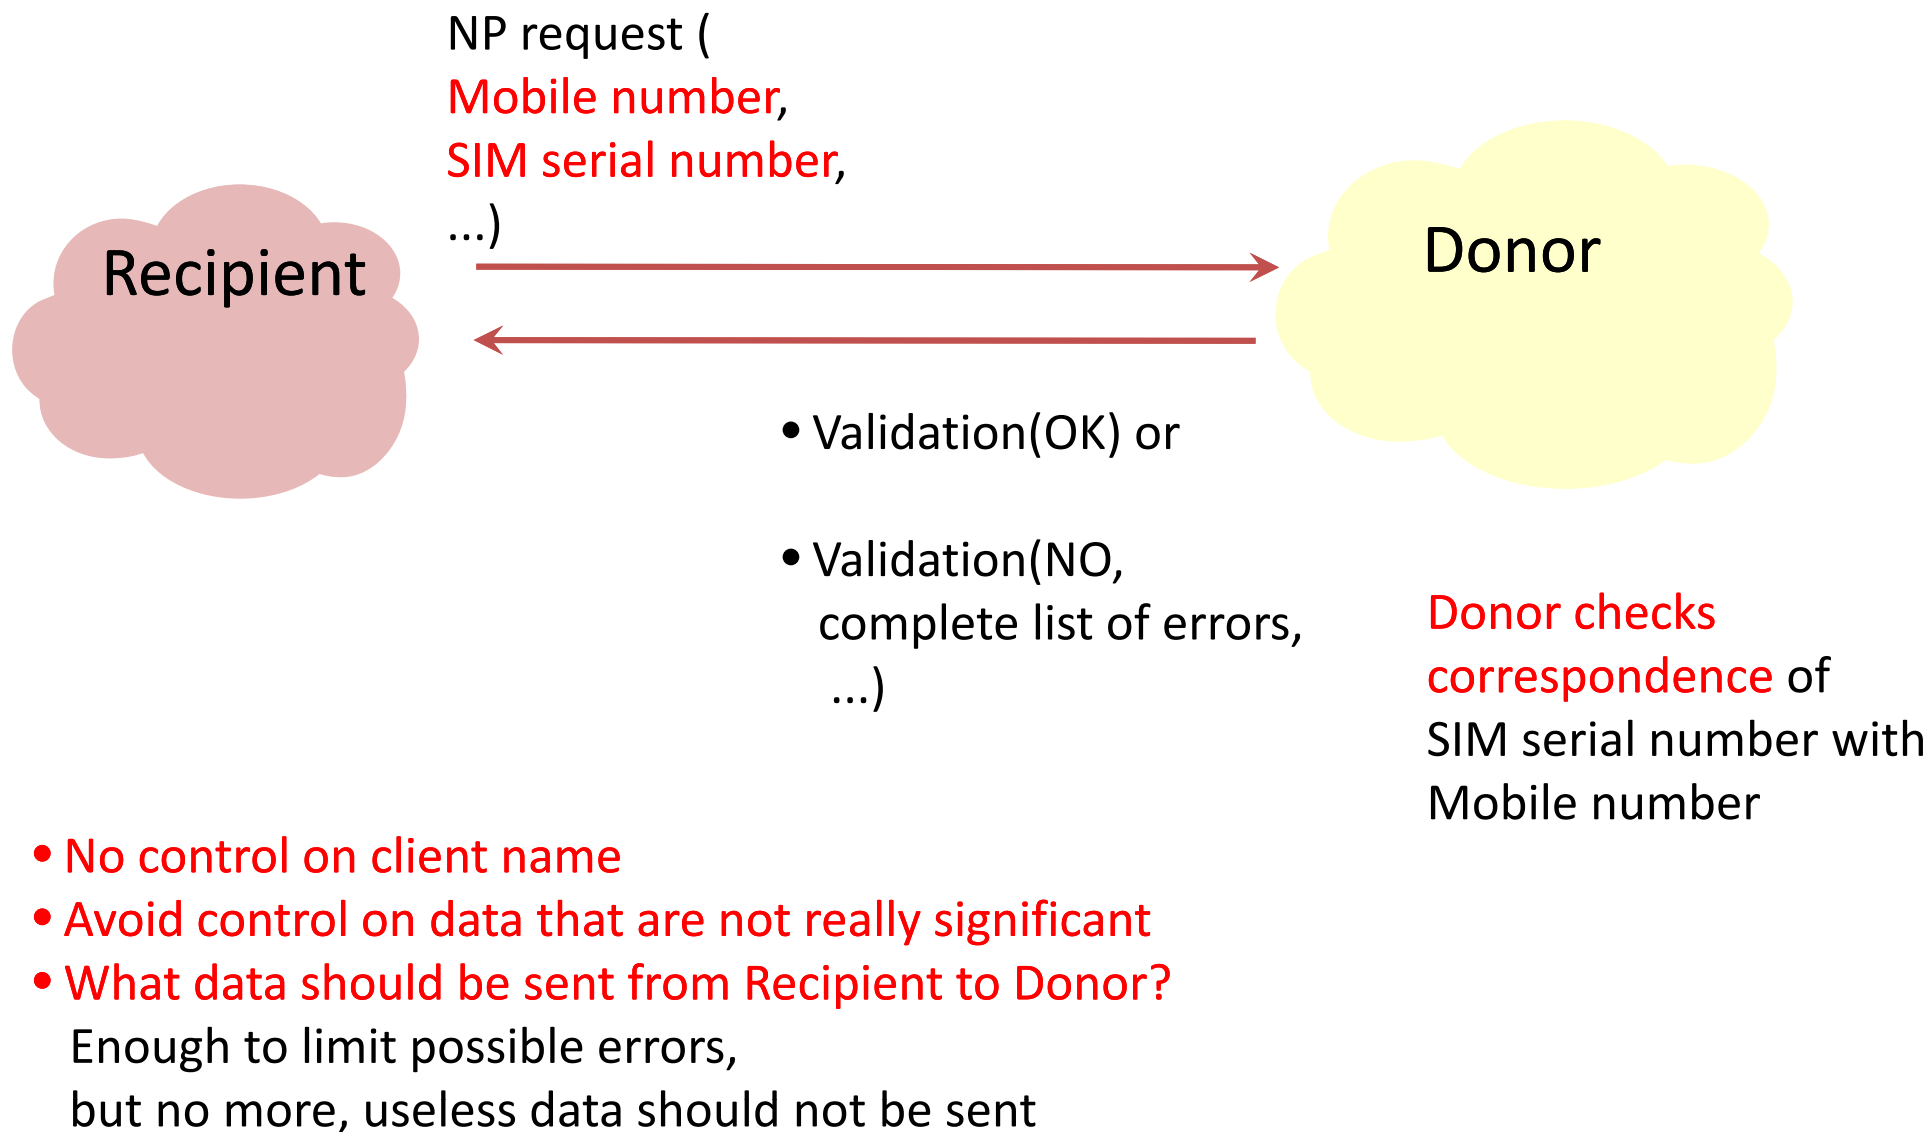 NP request (
Mobile number,
SIM serial number,
...)
Recipient
Donor
• Validation(OK) or
• Validation(NO,
complete list of errors,
...)
Donor checks
correspondence of
SIM serial number with
Mobile number
• No control on client name
• Avoid control on data that are not really significant
• What data should be sent from Recipient to Donor?
Enough to limit possible errors,
but no more, useless data should not be sent